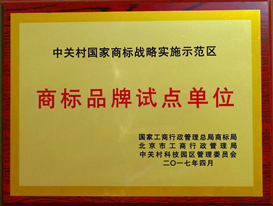 中关村国家商标战略实施示范区
商标品牌试点单位
国家工商行政管理总局商标局
北京市工商行政管理局
中关村科技园区管理委员会
二〇一七年四月